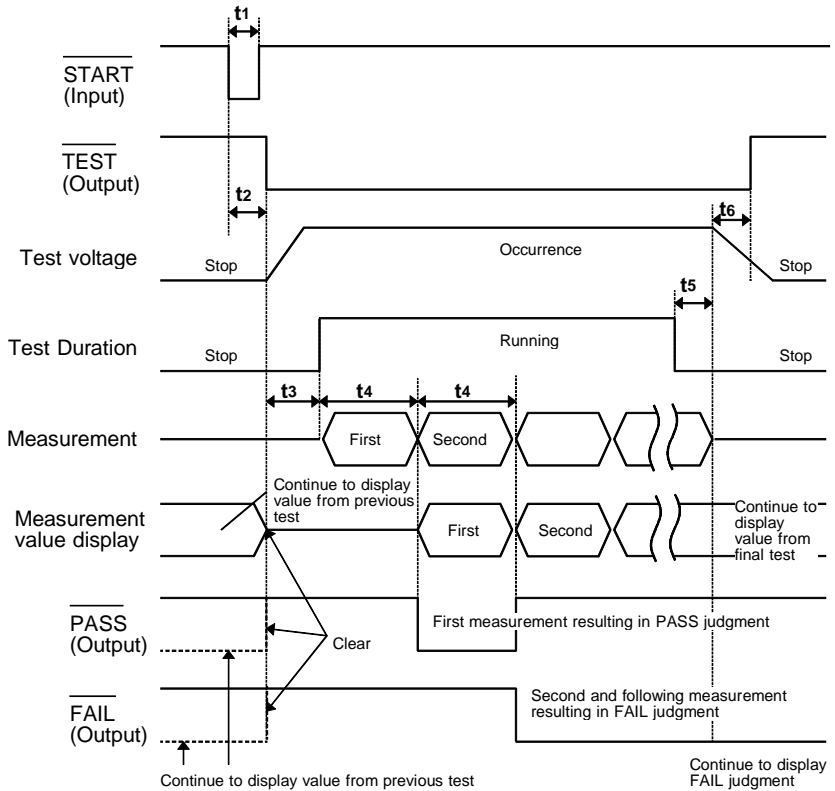 t1
START
(Input)
TEST
(Output)
t2
t6
Test voltage
Stop
Occurrence
Stop
t5
Test Duration
Stop
Running
Stop
t3
t4
t4
Measurement
First
Second
Measurement
value display
Continue to display
value from previous
test
First
Second
Continue to
display
value from
final test
PASS
(Output)
Clear
First measurement resulting in PASS judgment
FAIL
(Output)
Second and following measurement
resulting in FAIL judgment
Continue to display value from previous test
Continue to display
FAIL judgment